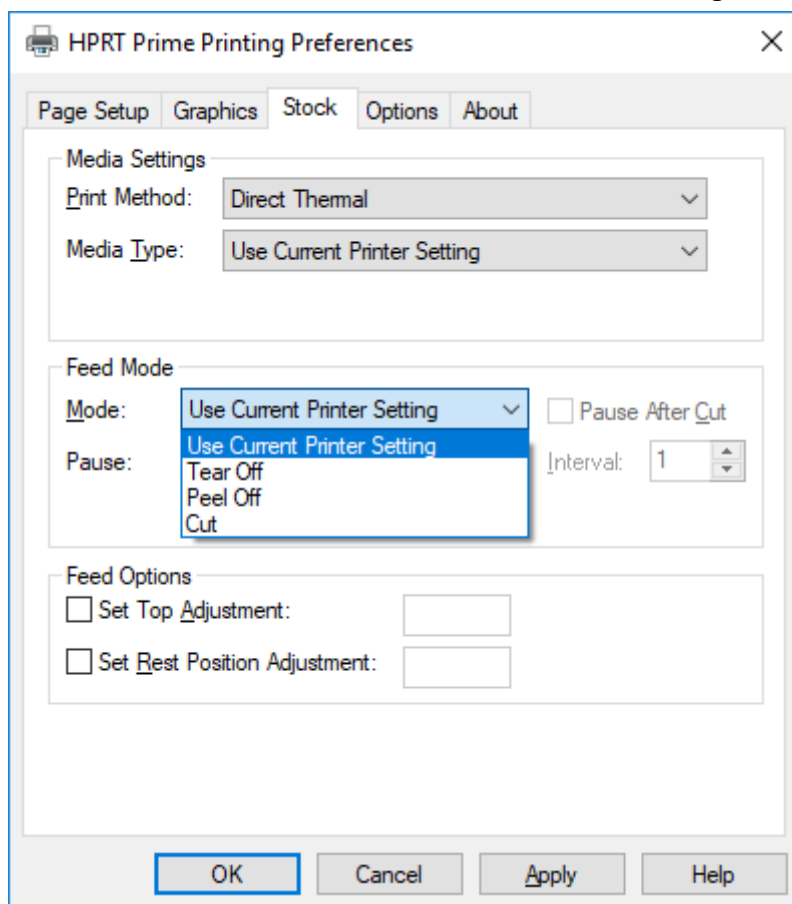 HPRT Prime Printing Preferences
Page Setup Graphics Stock Options About
Media Settings
Print Method: Direct Thermal
Media Type: Use Current Printer Setting
Feed Mode
Mode: Use Current Printer Setting Pause After Cut
Use Current Printer Setting
Pause: Interval: 1
Tear Off
Peel Off
Cut
Feed Options
Set Top Adjustment:
Set Rest Position Adjustment:
OK Cancel Apply Help